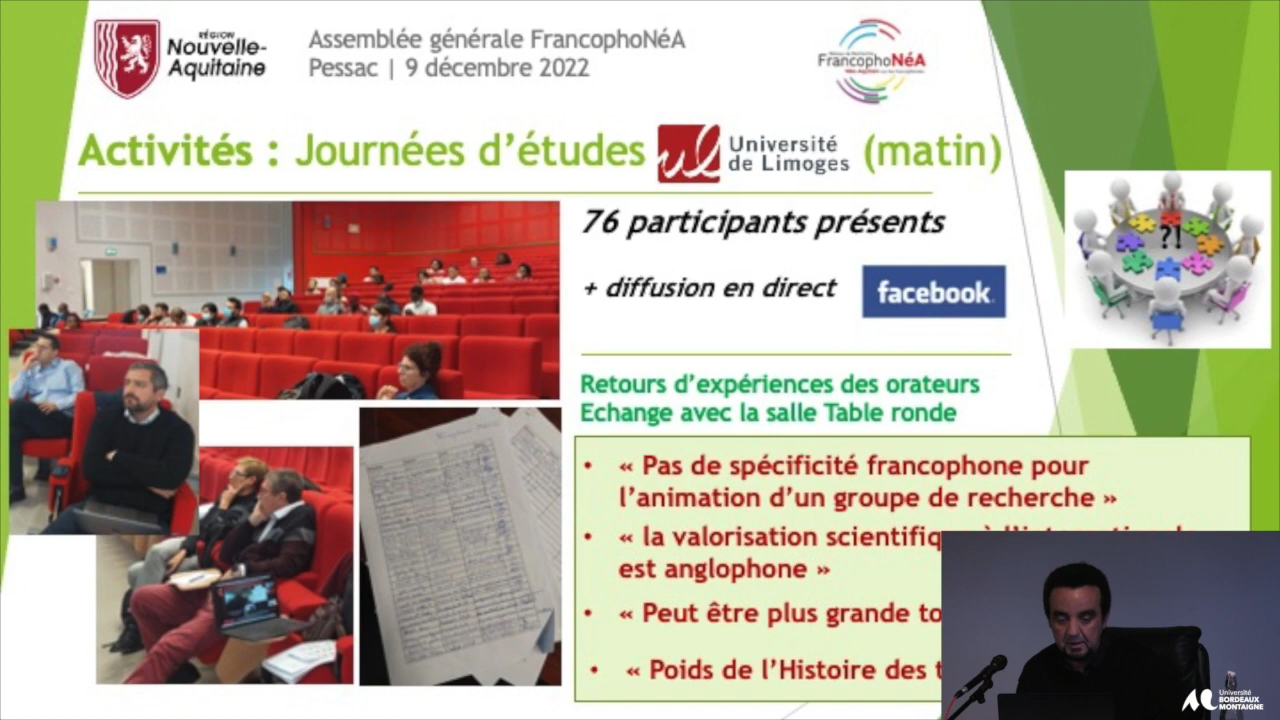 RÉGION
Nouvelle-
Aquitaine
Assemblée générale FrancophoNéA
Pessac | 9 décembre 2022
FrancophoNéA
Activités : Journées d'études ul Université de Limoges (matin)
76 participants présents
+ diffusion en direct facebook
?!
Retours d'expériences des orateurs
Echange avec la salle Table ronde
• « Pas de spécificité francophone pour
l'animation d'un groupe de recherche »
• « la valorisation scientifiq
est anglophone »
• « Peut être plus grande to
• « Poids de l'Histoire des t
Université
BORDEAUX
MONTAIGNE